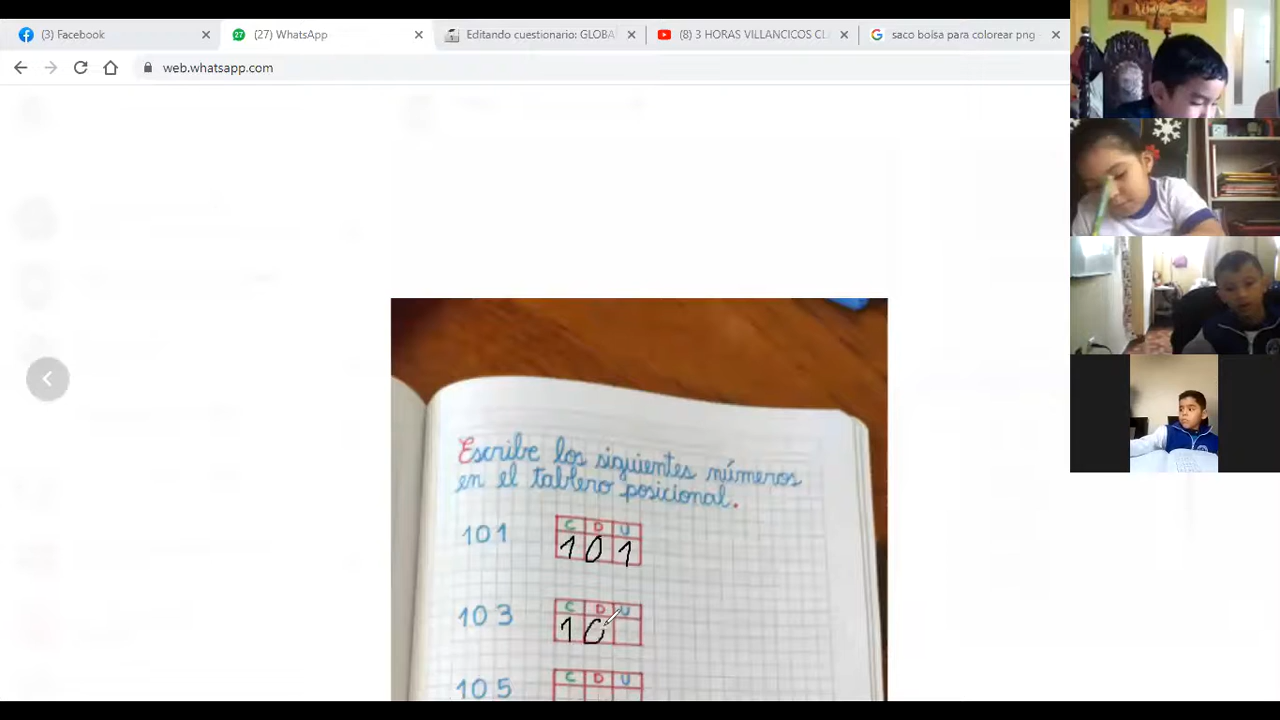 (3) Facebook
27
(27) WhatsApp
Editando cuestionario: GLOBA
(8) 3 HORAS VILLANCICOS CL
saco bolsa para colorear png
web.whatsapp.com
Escribe los siguientes números
en el tablero posicional.
C D U
101 1 0 1
C D U
103 1 0
C D U
105